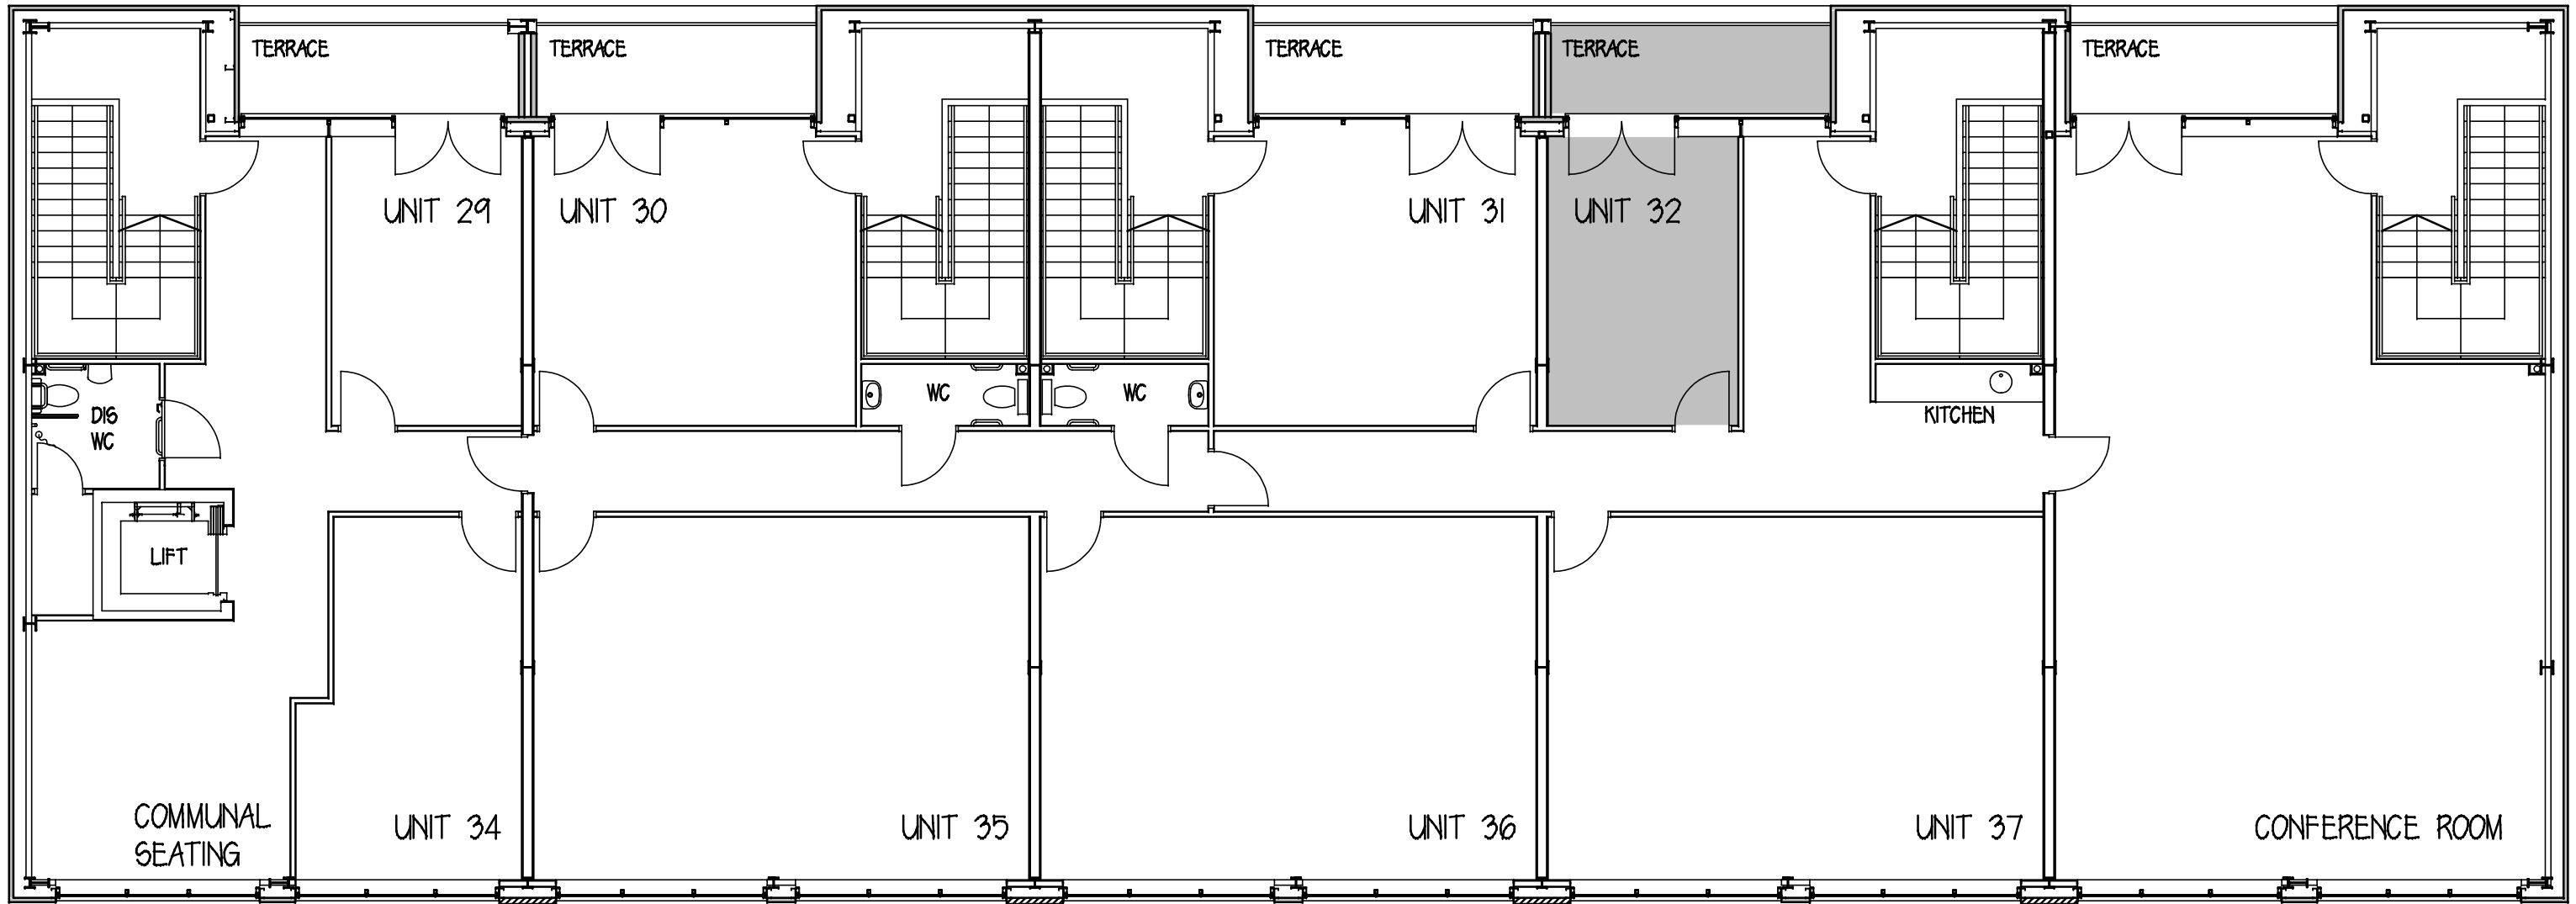 TERRACE
TERRACE
TERRACE
TERRACE
TERRACE
UNIT 29
UNIT 30
UNIT 31
UNIT 32
WC
WC
DIS
WC
KITCHEN
LIFT
COMMUNAL
SEATING
UNIT 34
UNIT 35
UNIT 36
UNIT 37
CONFERENCE ROOM